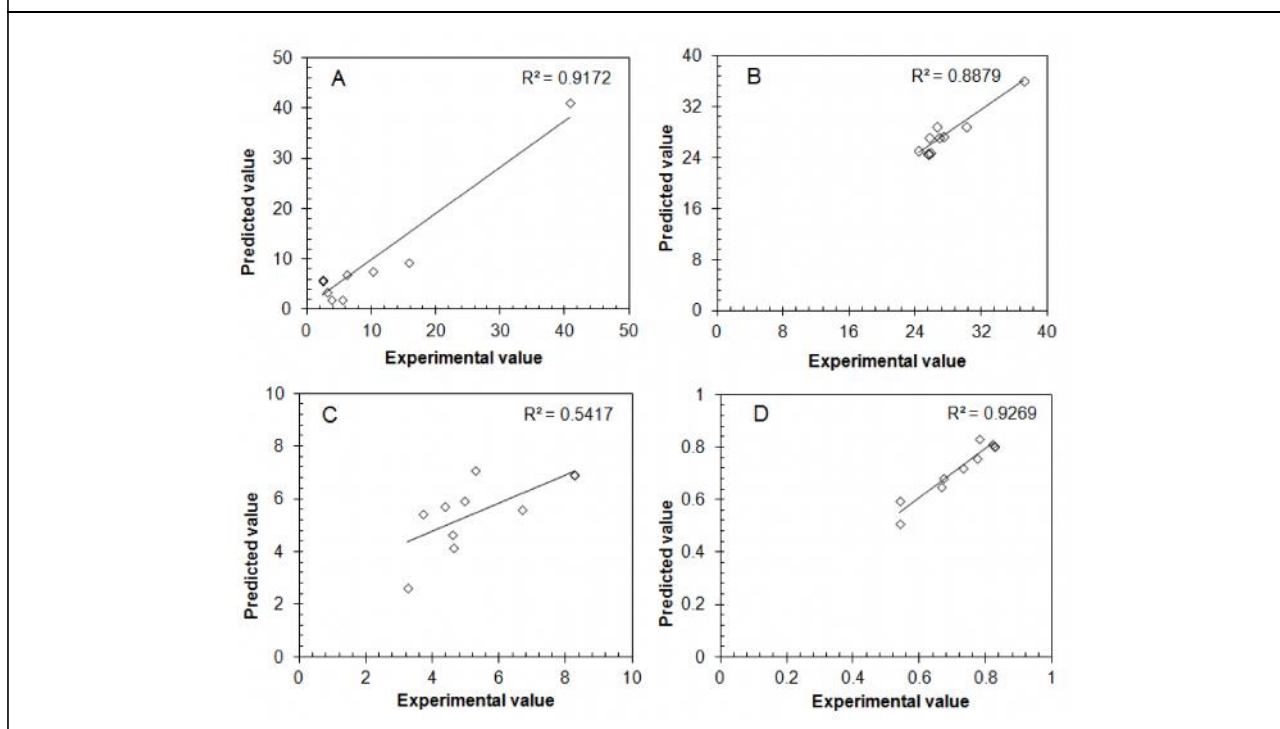 A
R² = 0.9172
50
40
30
20
10
0
Predicted value
0 10 20 30 40 50
Experimental value
B
R² = 0.8879
40
32
24
16
8
0
Predicted value
0 8 16 24 32 40
Experimental value
C
R² = 0.5417
10
8
6
4
2
0
Predicted value
0 2 4 6 8 10
Experimental value
D
R² = 0.9269
1
0.8
0.6
0.4
0.2
0
Predicted value
0 0.2 0.4 0.6 0.8 1
Experimental value